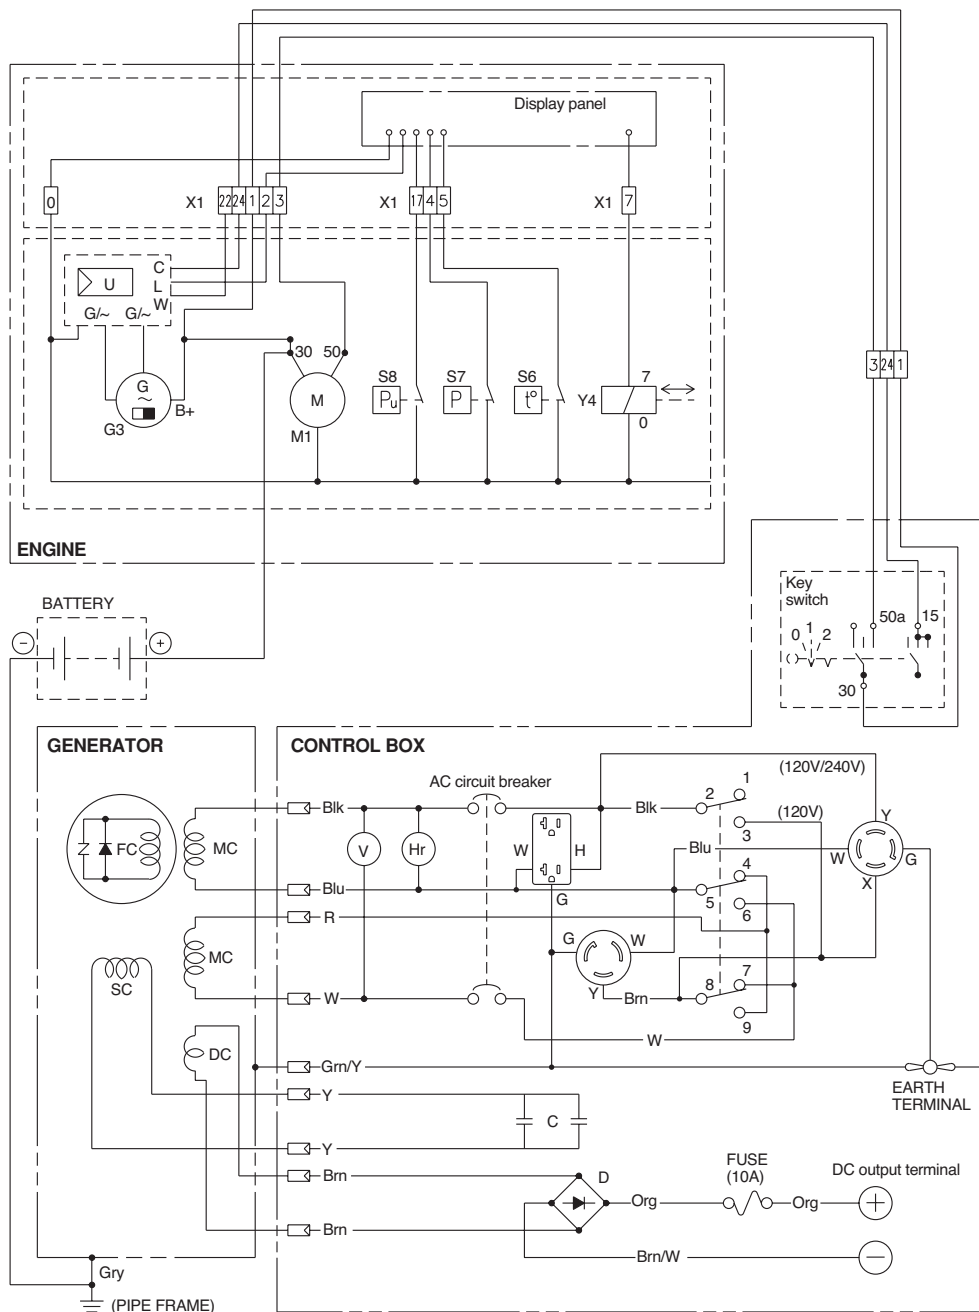 Display panel
0
X1
22
24
1
2
3
X1
17
4
5
X1
7
U
C
L
W
G/~
G/~
G
~
B+
G3
30
50
M
M1
S8
Pu
S7
P
S6
t°
Y4
7
0
3
24
1
ENGINE
BATTERY
−
+
Key
switch
0
1
2
50a
15
30
GENERATOR
CONTROL BOX
AC circuit breaker
(120V/240V)
(120V)
FC
MC
Blk
V
Hr
W
H
G
Blk
2
1
3
Y
W
G
X
Blu
Blu
4
5
6
R
MC
G
W
Y
Brn
8
7
9
SC
W
W
DC
Grn/Y
EARTH
TERMINAL
Y
C
Y
Brn
D
FUSE
(10A)
DC output terminal
Org
Org
+
Brn
Brn/W
−
Gry
(PIPE FRAME)